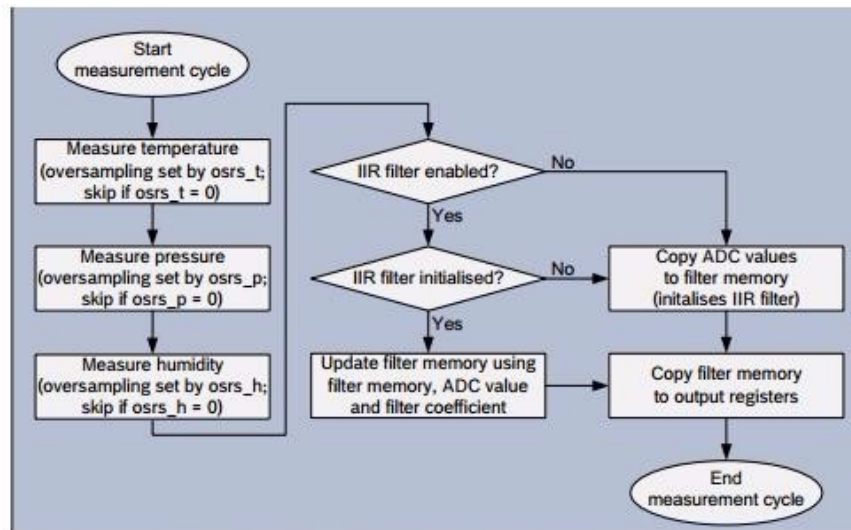 Start
measurement cycle
Measure temperature
(oversampling set by osrs_t;
skip if osrs_t = 0)
Measure pressure
(oversampling set by osrs_p;
skip if osrs_p = 0)
Measure humidity
(oversampling set by osrs_h;
skip if osrs_h = 0)
IIR filter enabled?
No
Yes
IIR filter initialised?
No
Yes
Update filter memory using
filter memory, ADC value
and filter coefficient
Copy ADC values
to filter memory
(initalises IIR filter)
Copy filter memory
to output registers
End
measurement cycle